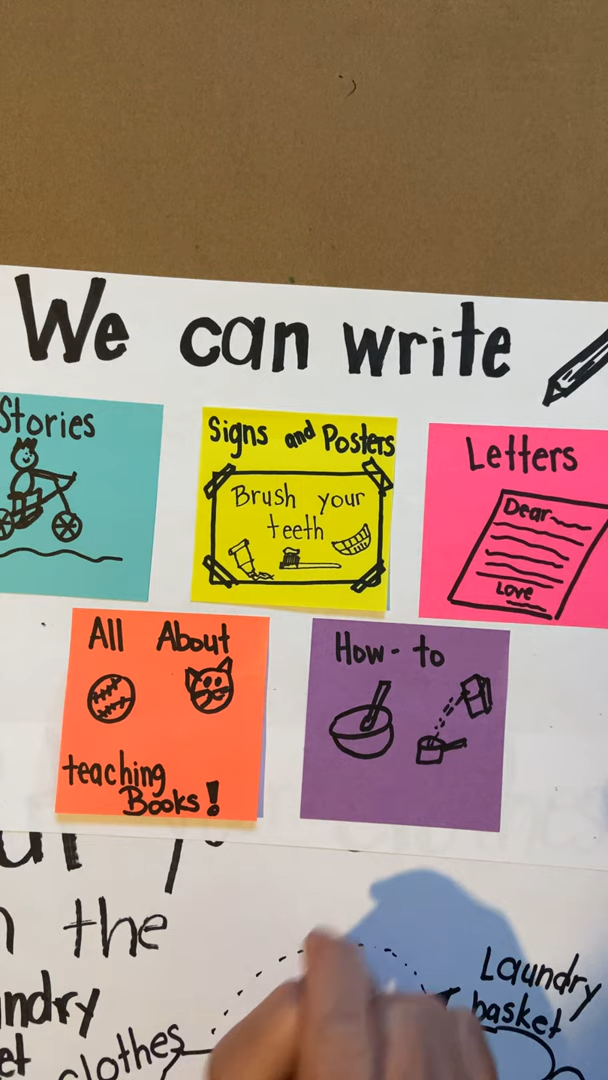 We can write
Stories
Signs and Posters
Brush your
teeth
Letters
Dear
Love
All About
teaching
Books!
How-to
the
Laundry
basket
clothes